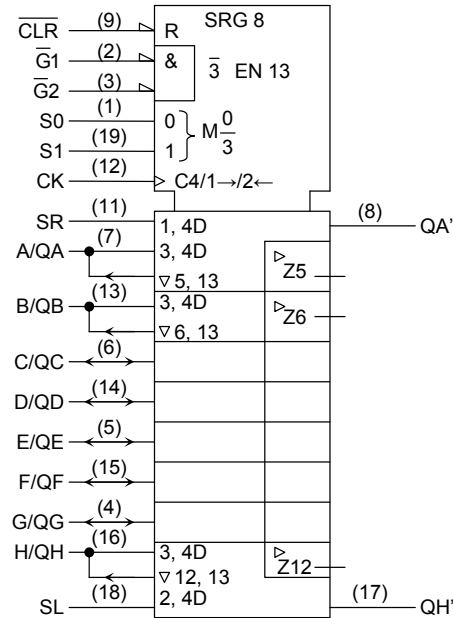 CLR (9) R SRG 8
G1 (2) & 3 EN 13
G2 (3)
S0 (1) 0 M 0/3
S1 (19) 1
CK (12) C4/1→/2←
SR (11) 1, 4D (8) QA'
A/QA (7) 3, 4D
▽ 5, 13 ▷ Z5
B/QB (13) 3, 4D ▷ Z6
▽ 6, 13
C/QC (6)
D/QD (14)
E/QE (5)
F/QF (15)
G/QG (4)
H/QH (16) 3, 4D ▷ Z12
▽ 12, 13
SL (18) 2, 4D (17) QH'